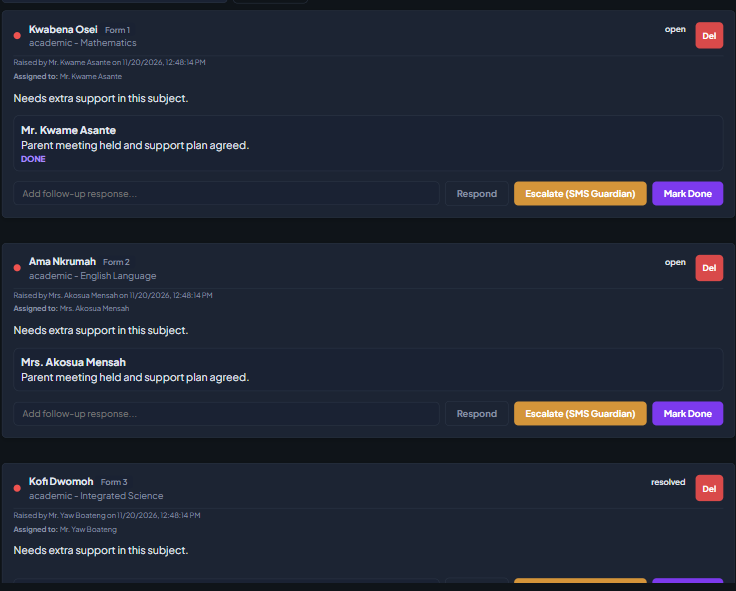 Kwabena Osei Form 1
open
Del
academic - Mathematics
Raised by Mr. Kwame Asante on 11/20/2026, 12:48:14 PM
Assigned to: Mr. Kwame Asante
Needs extra support in this subject.
Mr. Kwame Asante
Parent meeting held and support plan agreed.
DONE
Add follow-up response...
Respond
Escalate (SMS Guardian)
Mark Done
Ama Nkrumah Form 2
open
Del
academic - English Language
Raised by Mrs. Akosua Mensah on 11/20/2026, 12:48:14 PM
Assigned to: Mrs. Akosua Mensah
Needs extra support in this subject.
Mrs. Akosua Mensah
Parent meeting held and support plan agreed.
Add follow-up response...
Respond
Escalate (SMS Guardian)
Mark Done
Kofi Dwomoh Form 3
resolved
Del
academic - Integrated Science
Raised by Mr. Yaw Boateng on 11/20/2026, 12:48:14 PM
Assigned to: Mr. Yaw Boateng
Needs extra support in this subject.